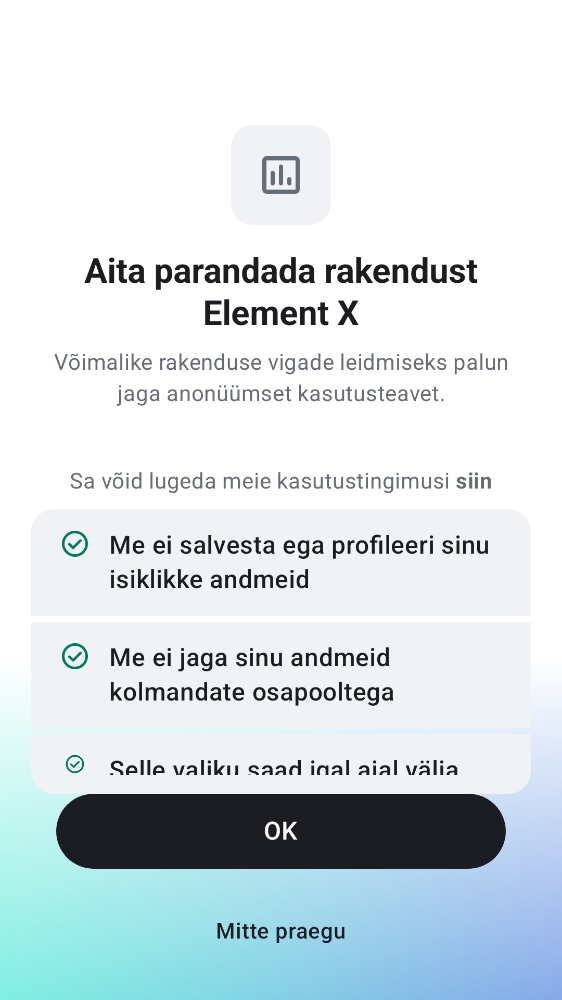 Aita parandada rakendust
Element X
Võimalike rakenduse vigade leidmiseks palun
jaga anonüümset kasutusteavet.
Sa võid lugeda meie kasutustingimusi siin
Me ei salvesta ega profileeri sinu
isiklikke andmeid
Me ei jaga sinu andmeid
kolmandate osapooltega
Selle valiku saad igal ajal välja
OK
Mitte praegu